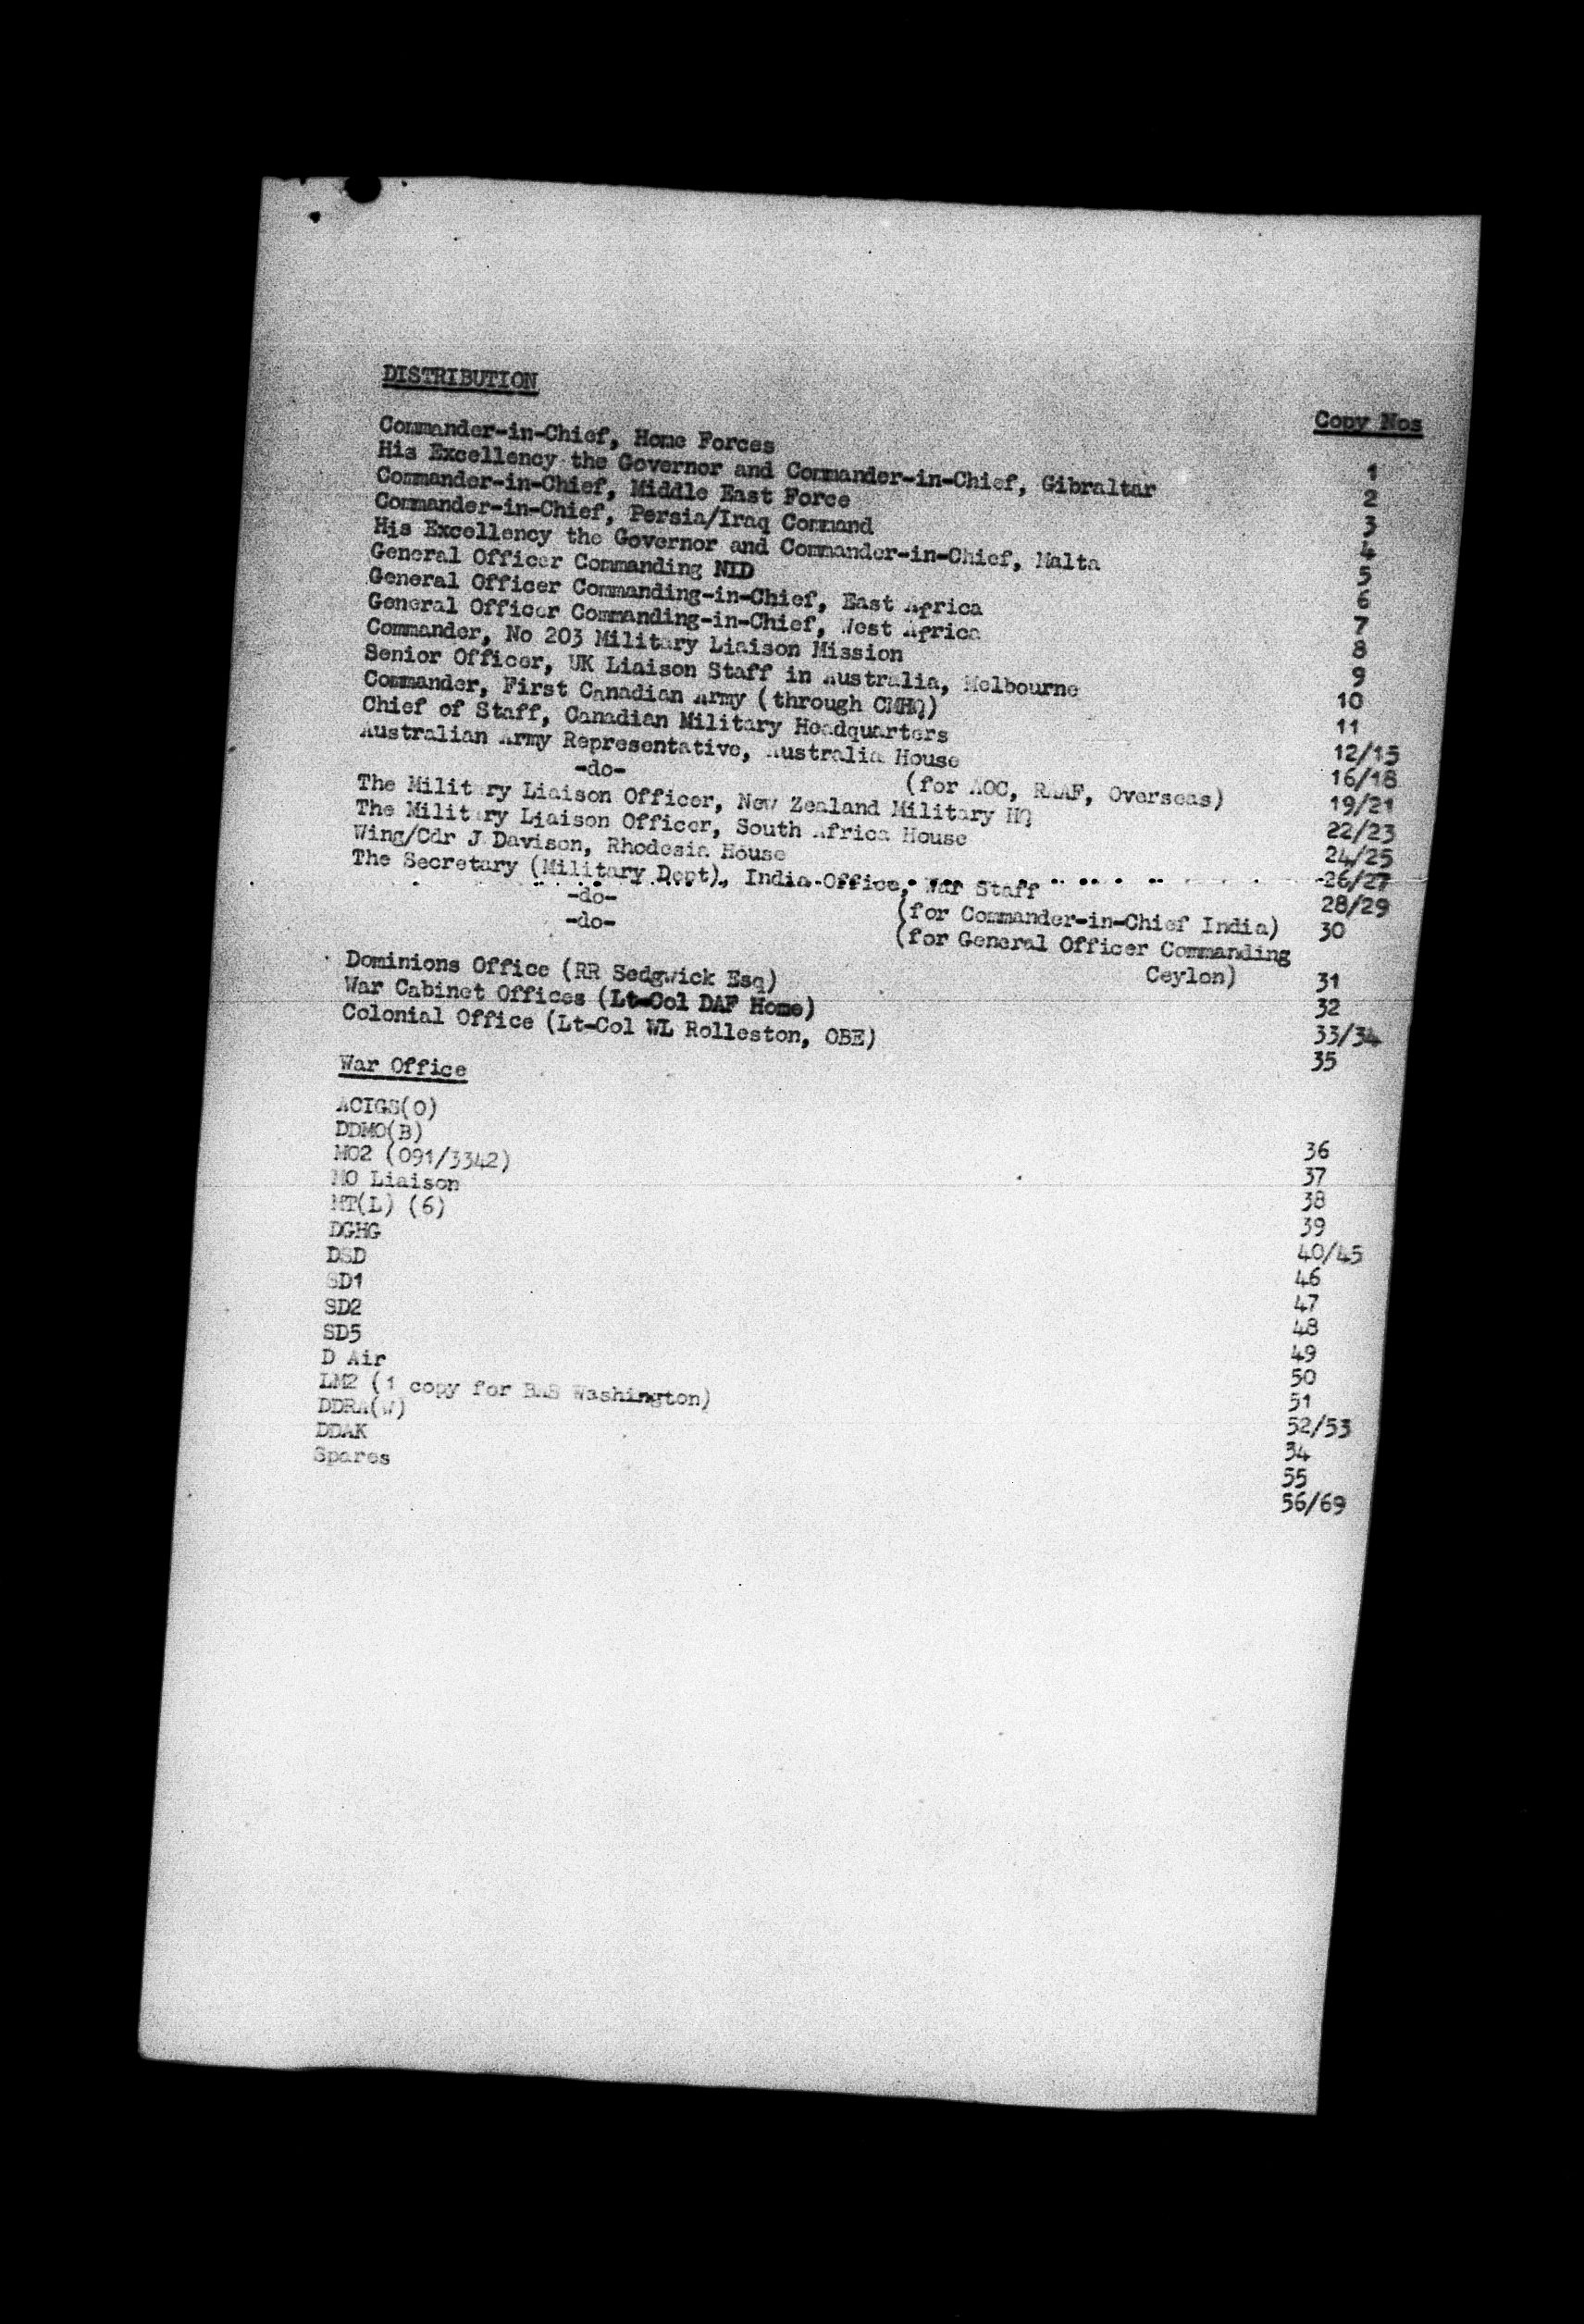 DISTRIBUTION
Copy Nos
Commander-in-Chief, Home Forces 1
His Excellency the Governor and Commander-in-Chief, Gibraltar 2
Commander-in-Chief, Middle East Force 3
Commander-in-Chief, Persia/Iraq Command 4
His Excellency the Governor and Commander-in-Chief, Malta 5
General Officer Commanding NID 6
General Officer Commanding-in-Chief, East Africa 7
General Officer Commanding-in-Chief, West Africa 8
Commander, No 203 Military Liaison Mission 9
Senior Officer, UK Liaison Staff in Australia, Melbourne 10
Commander, First Canadian Army (through CMHQ) 11
Chief of Staff, Canadian Military Headquarters 12/15
Australian Army Representative, Australia House 16/18
-do- (for AOC, RAAF, Overseas) 19/21
The Military Liaison Officer, New Zealand Military HQ 22/23
The Military Liaison Officer, South Africa House 24/25
Wing/Cdr J Davison, Rhodesia House 26/27
The Secretary (Military Dept), India Office, War Staff 28/29
-do- (for Commander-in-Chief India) 30
-do- (for General Officer Commanding
Ceylon) 31
Dominions Office (RR Sedgwick Esq) 32
War Cabinet Offices (Lt-Col DAF Home) 33/34
Colonial Office (Lt-Col WL Rolleston, OBE) 35
War Office
ACIGS(O) 36
DDMO(B) 37
MO2 (091/3342) 38
MO Liaison 39
MT(L) (6) 40/45
DGHG 46
DSD 47
SD1 48
SD2 49
SD5 50
D Air 51
LM2 (1 copy for BAS Washington) 52/53
DDRA(W) 34
DDAK 55
Spares 56/69